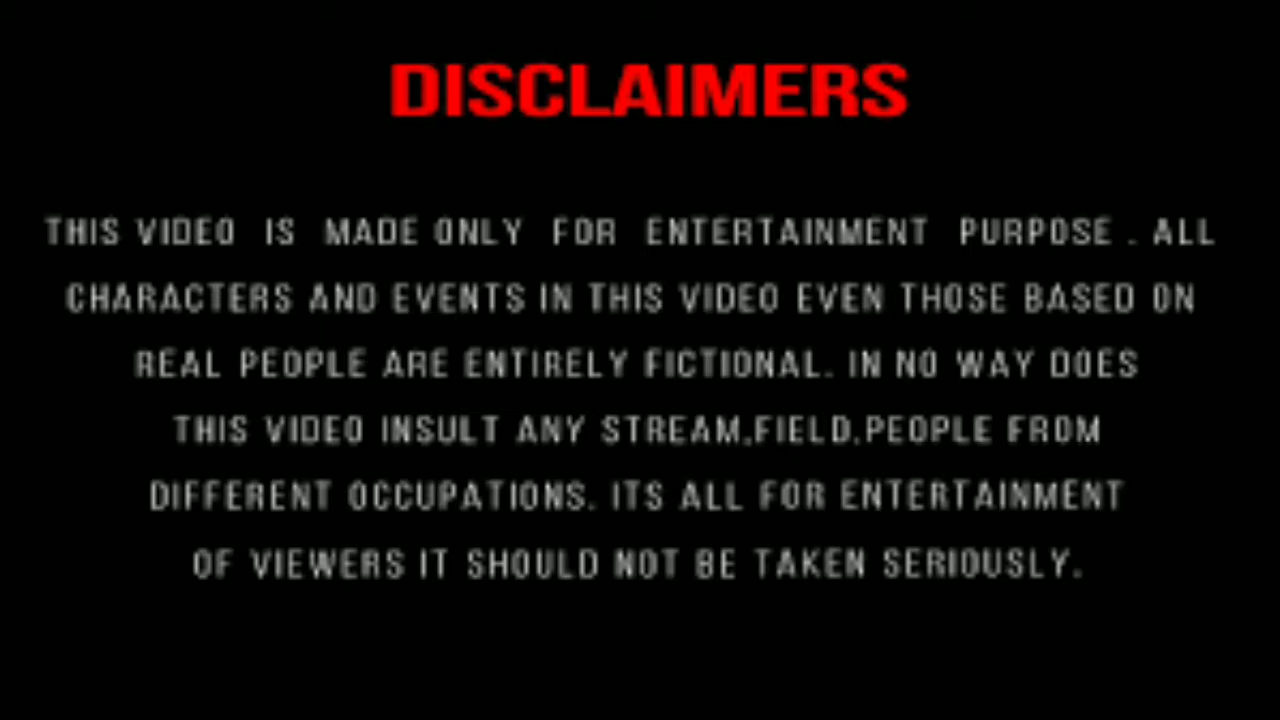 DISCLAIMERS
THIS VIDEO IS MADE ONLY FOR ENTERTAINMENT PURPOSE . ALL
CHARACTERS AND EVENTS IN THIS VIDEO EVEN THOSE BASED ON
REAL PEOPLE ARE ENTIRELY FICTIONAL. IN NO WAY DOES
THIS VIDEO INSULT ANY STREAM,FIELD,PEOPLE FROM
DIFFERENT OCCUPATIONS. ITS ALL FOR ENTERTAINMENT
OF VIEWERS IT SHOULD NOT BE TAKEN SERIOUSLY.